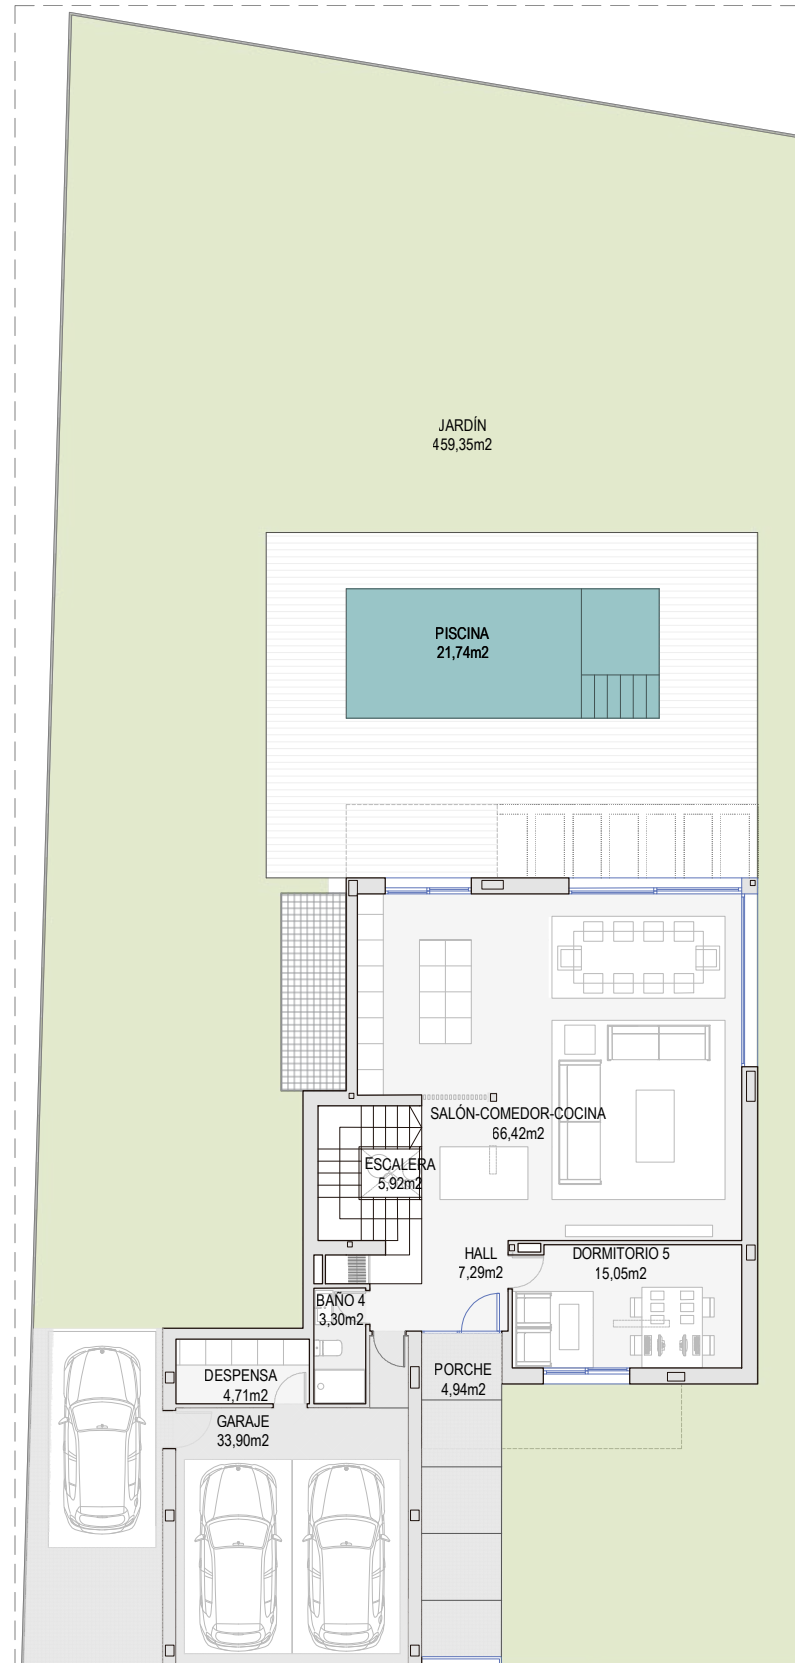 JARDÍN
459,35m2
PISCINA
21,74m2
SALÓN-COMEDOR-COCINA
66,42m2
ESCALERA
5,92m2
HALL
7,29m2
DORMITORIO 5
15,05m2
BAÑO 4
3,30m2
DESPENSA
4,71m2
PORCHE
4,94m2
GARAJE
33,90m2